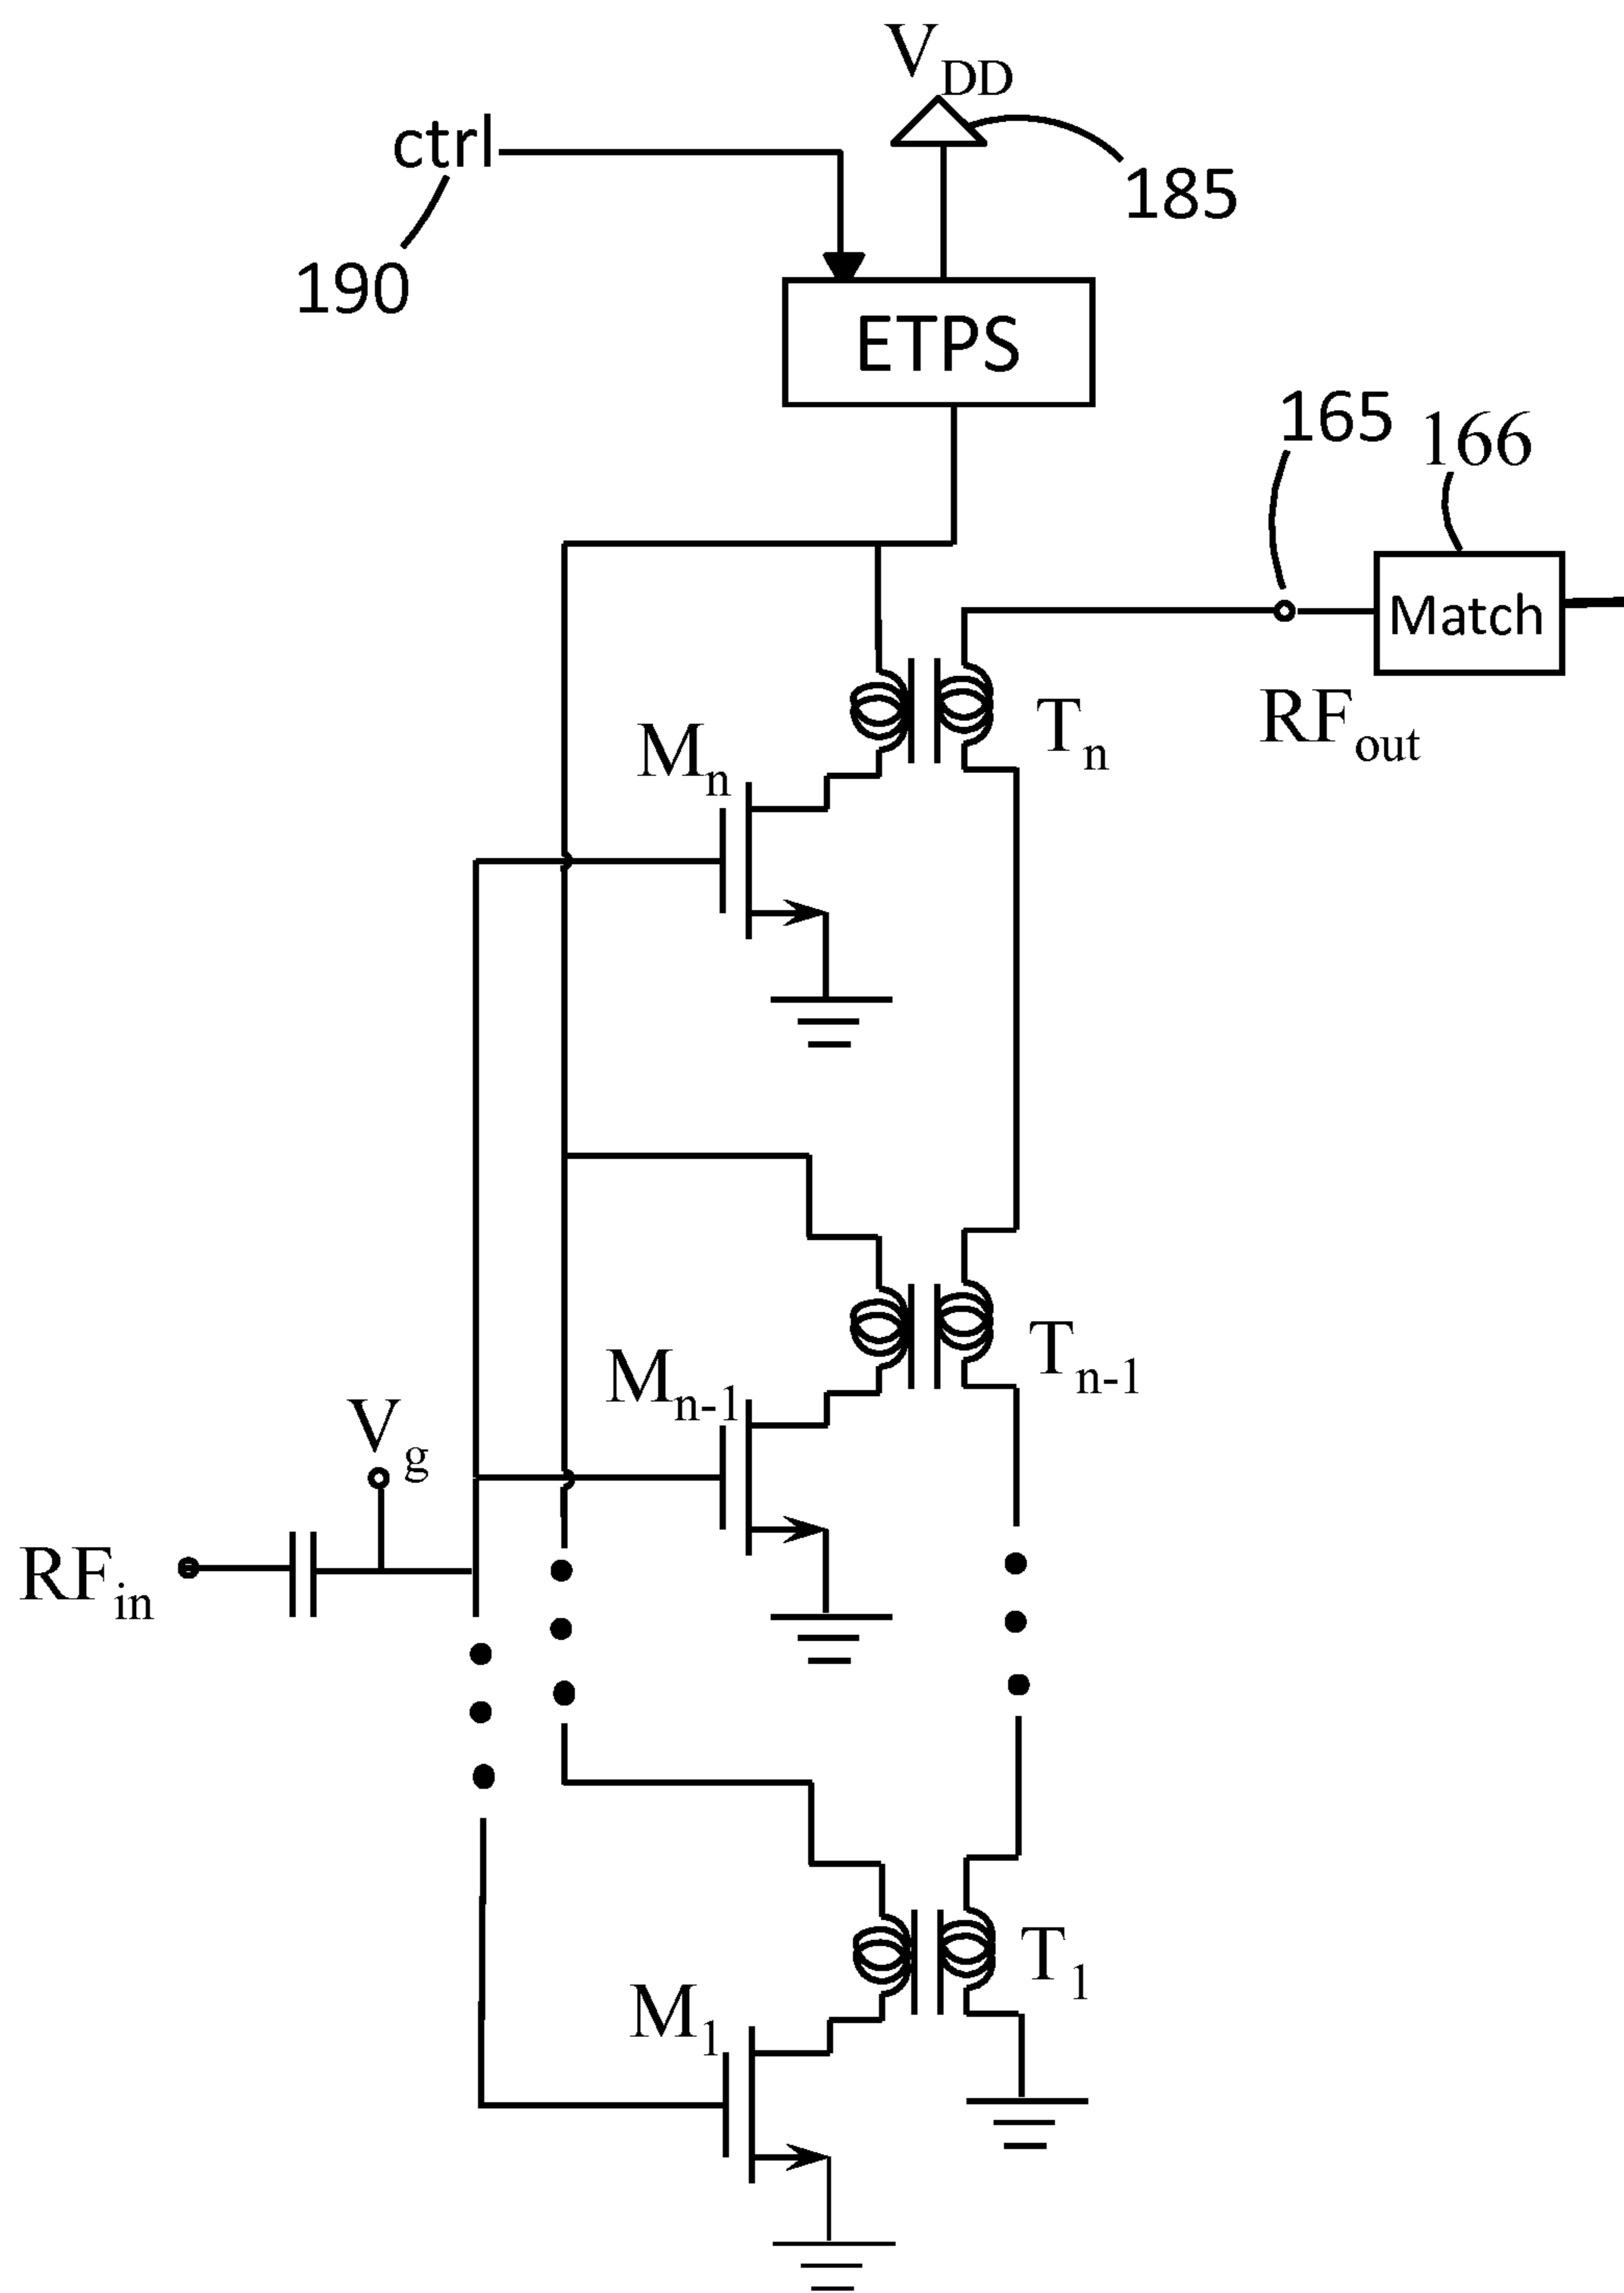 V_DD
ctrl
185
190
ETPS
165
166
Match
M_n
T_n
RF_out
M_n-1
T_n-1
V_g
RF_in
M_1
T_1